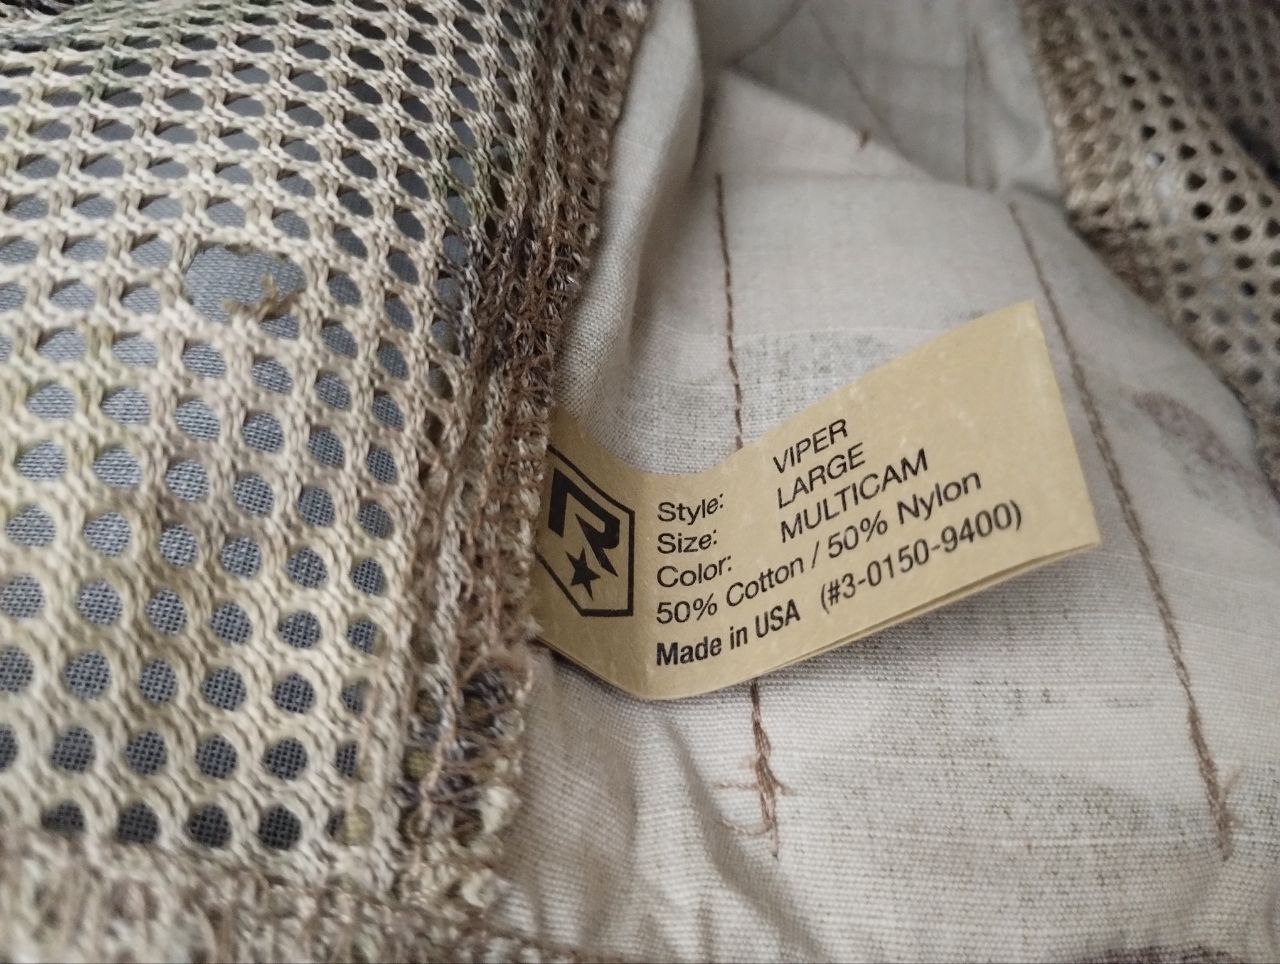 R
Style: VIPER
Size: LARGE
Color: MULTICAM
50% Cotton / 50% Nylon
Made in USA (#3-0150-9400)